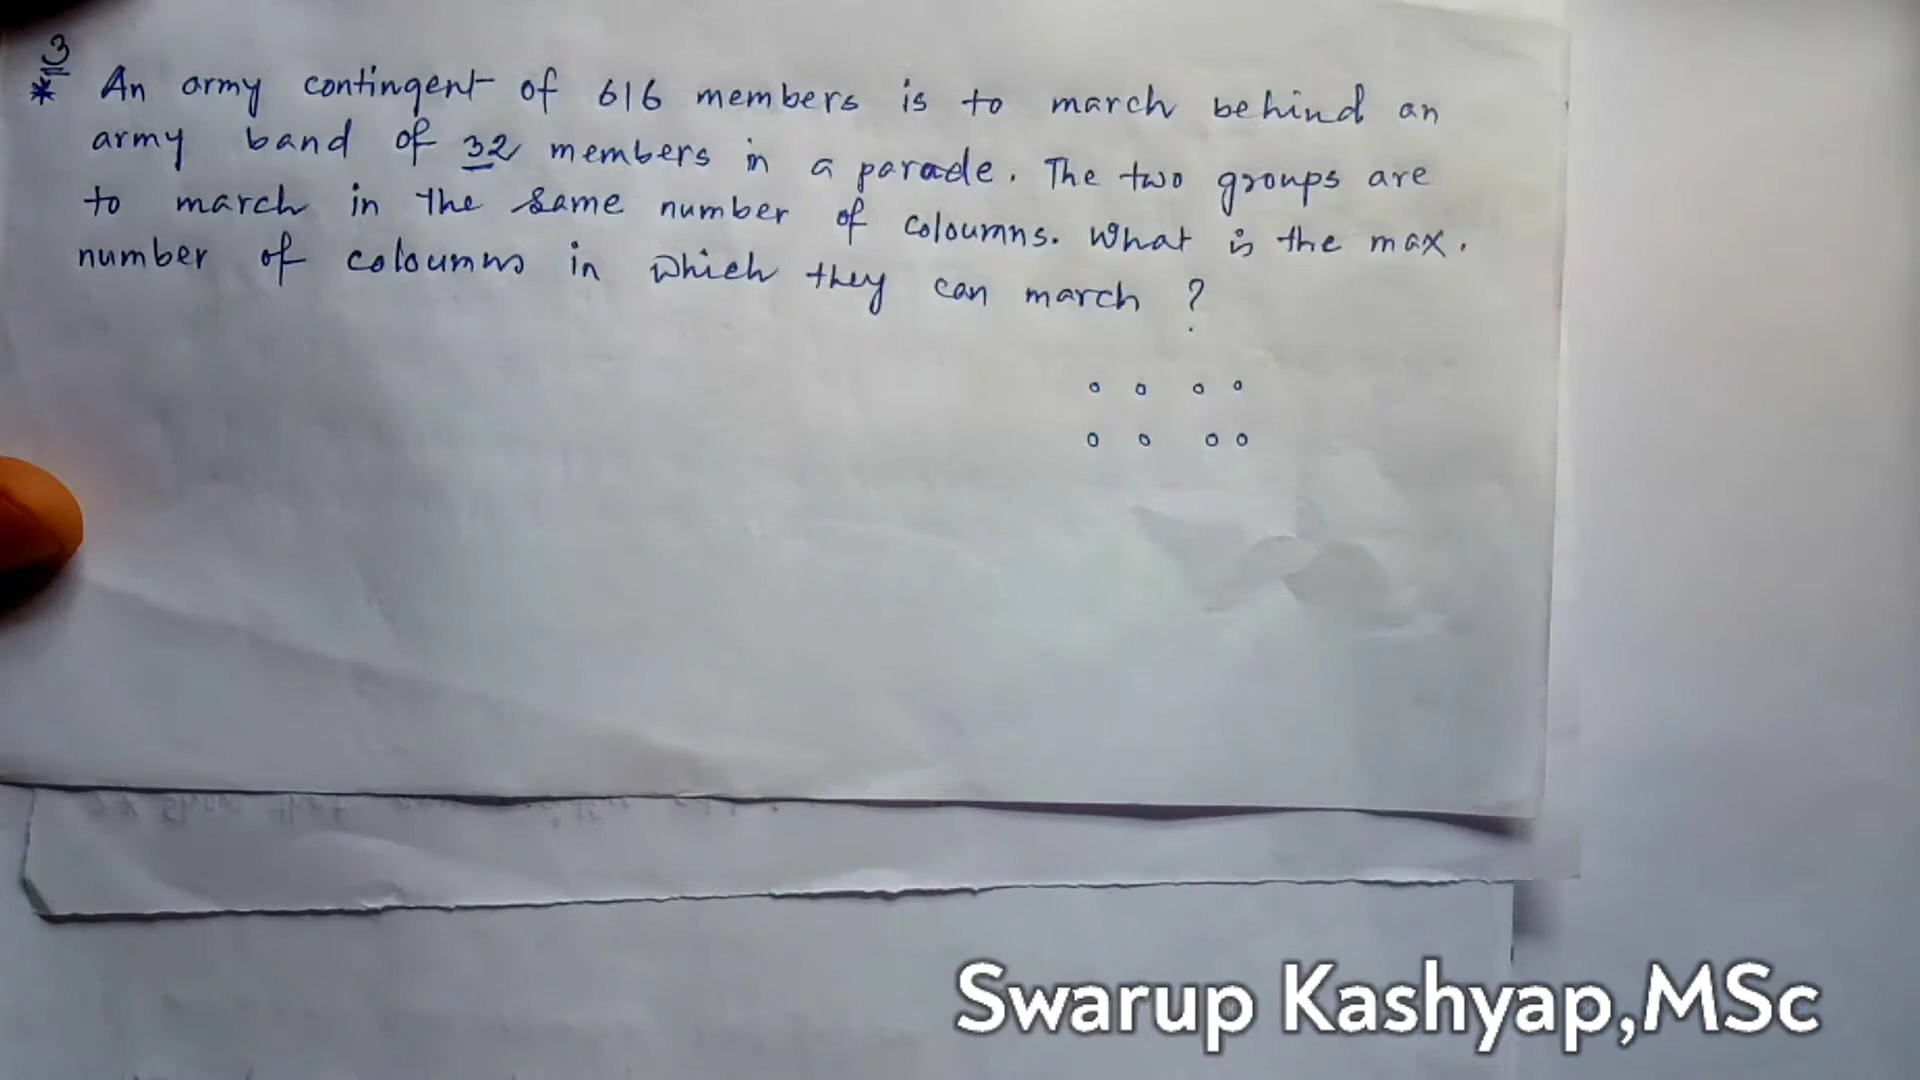 3
* An army contingent of 616 members is to march behind an
army band of 32 members in a parade. The two groups are
to march in the same number of coloumns. What is the max.
number of coloumns in which they can march ?
Swarup Kashyap,MSc